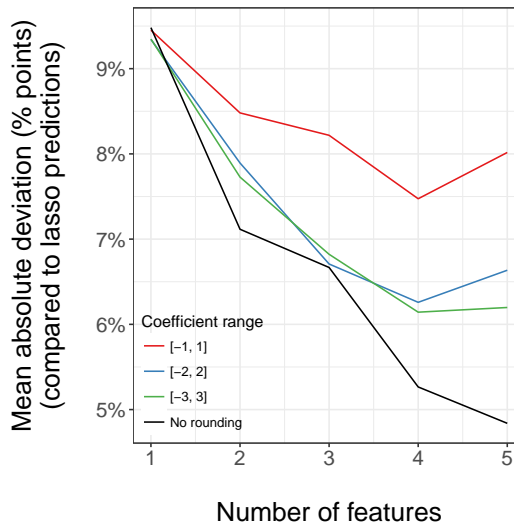 Mean absolute deviation (% points)
(compared to lasso predictions)
9%
8%
7%
6%
5%
Coefficient range
[−1, 1]
[−2, 2]
[−3, 3]
No rounding
1 2 3 4 5
Number of features